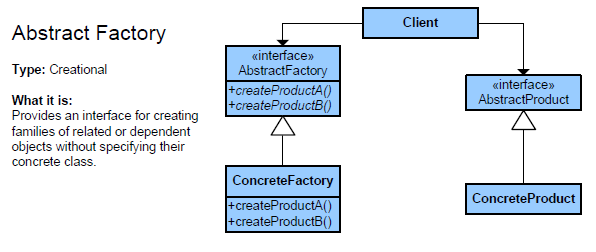 Abstract Factory
Type: Creational
What it is:
Provides an interface for creating
families of related or dependent
objects without specifying their
concrete class.
Client
«interface»
AbstractFactory
+createProductA()
+createProductB()
«interface»
AbstractProduct
ConcreteFactory
+createProductA()
+createProductB()
ConcreteProduct